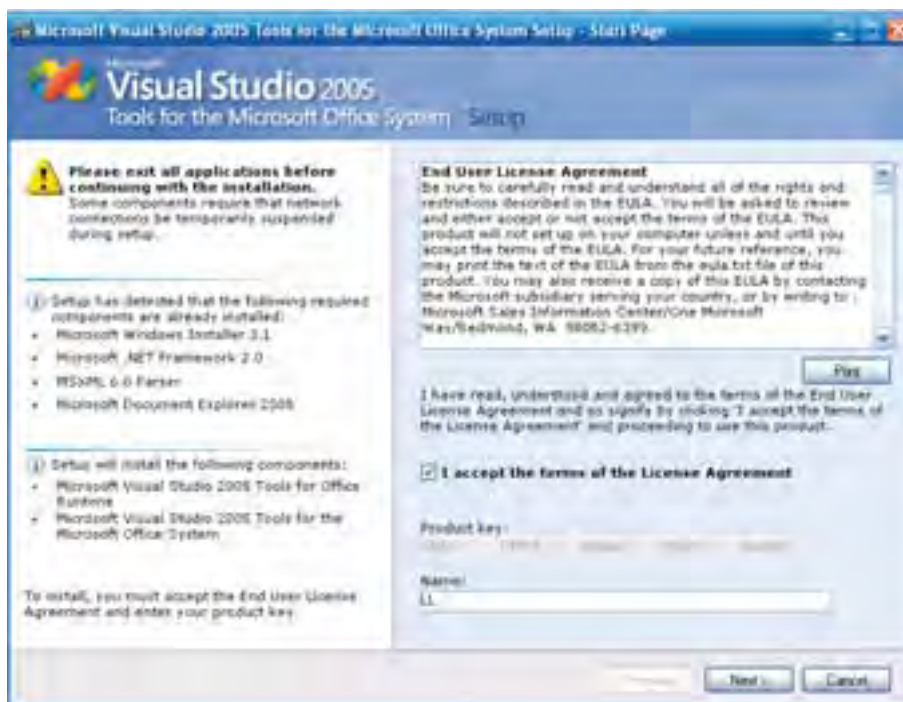 Microsoft Visual Studio 2005 Tools for the Microsoft Office System Setup - Start Page
Microsoft
Visual Studio 2005
Tools for the Microsoft Office System Setup
Please exit all applications before
continuing with the installation.
Some components require that network
connections be temporarily suspended
during setup.
Setup has detected that the following required
components are already installed:
• Microsoft Windows Installer 3.1
• Microsoft .NET Framework 2.0
• MSXML 6.0 Parser
• Microsoft Document Explorer 2005
Setup will install the following components:
• Microsoft Visual Studio 2005 Tools for Office
Runtime
• Microsoft Visual Studio 2005 Tools for the
Microsoft Office System
To install, you must accept the End User License
Agreement and enter your product key
End User License Agreement
Be sure to carefully read and understand all of the rights and
restrictions described in the EULA. You will be asked to review
and either accept or not accept the terms of the EULA. This
product will not set up on your computer unless and until you
accept the terms of the EULA. For your future reference, you
may print the text of the EULA from the eula.txt file of this
product. You may also receive a copy of this EULA by contacting
the Microsoft subsidiary serving your country, or by writing to :
Microsoft Sales Information Center/One Microsoft
Way/Redmond, WA 98052-6399.
Print
I have read, understood and agreed to the terms of the End User
License Agreement and so signify by clicking 'I accept the terms of
the License Agreement' and proceeding to use this product.
I accept the terms of the License Agreement
Product key:
Name:
LL
Next >
Cancel